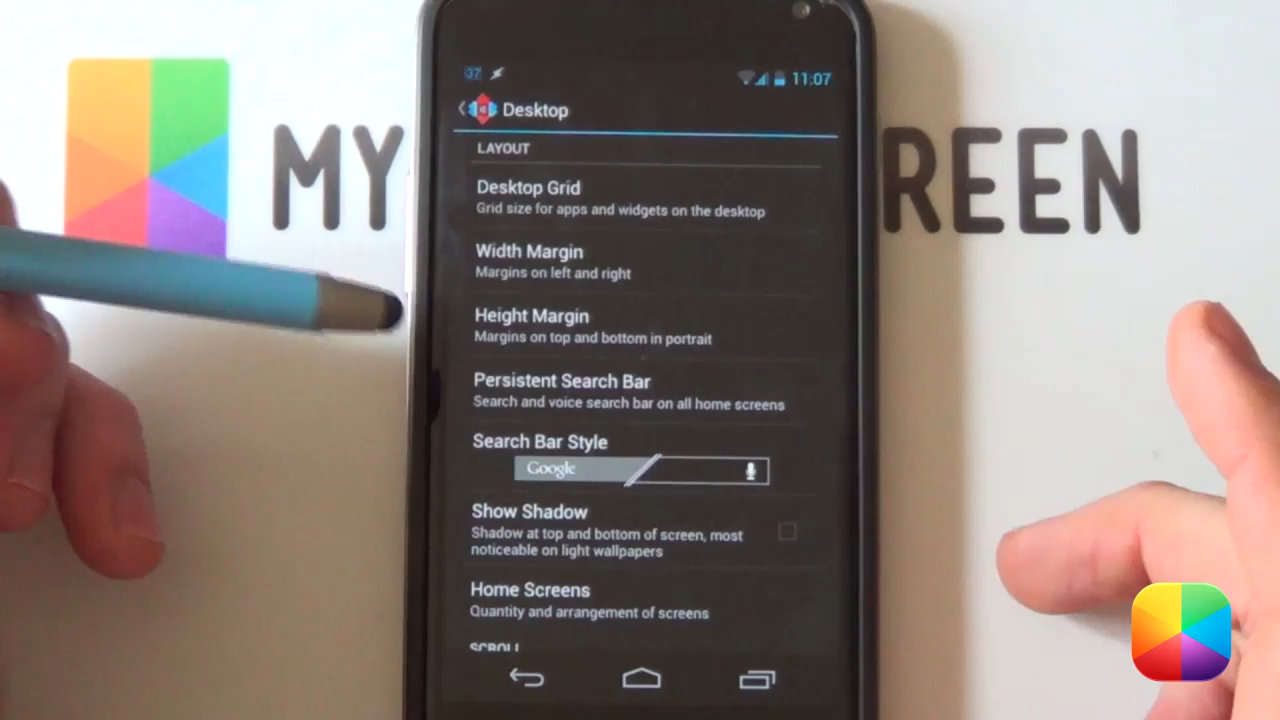 37
11:07
Desktop
MY
REEN
LAYOUT
Desktop Grid
Grid size for apps and widgets on the desktop
Width Margin
Margins on left and right
Height Margin
Margins on top and bottom in portrait
Persistent Search Bar
Search and voice search bar on all home screens
Search Bar Style
Google
Show Shadow
Shadow at top and bottom of screen, most
noticeable on light wallpapers
Home Screens
Quantity and arrangement of screens
SCROLL